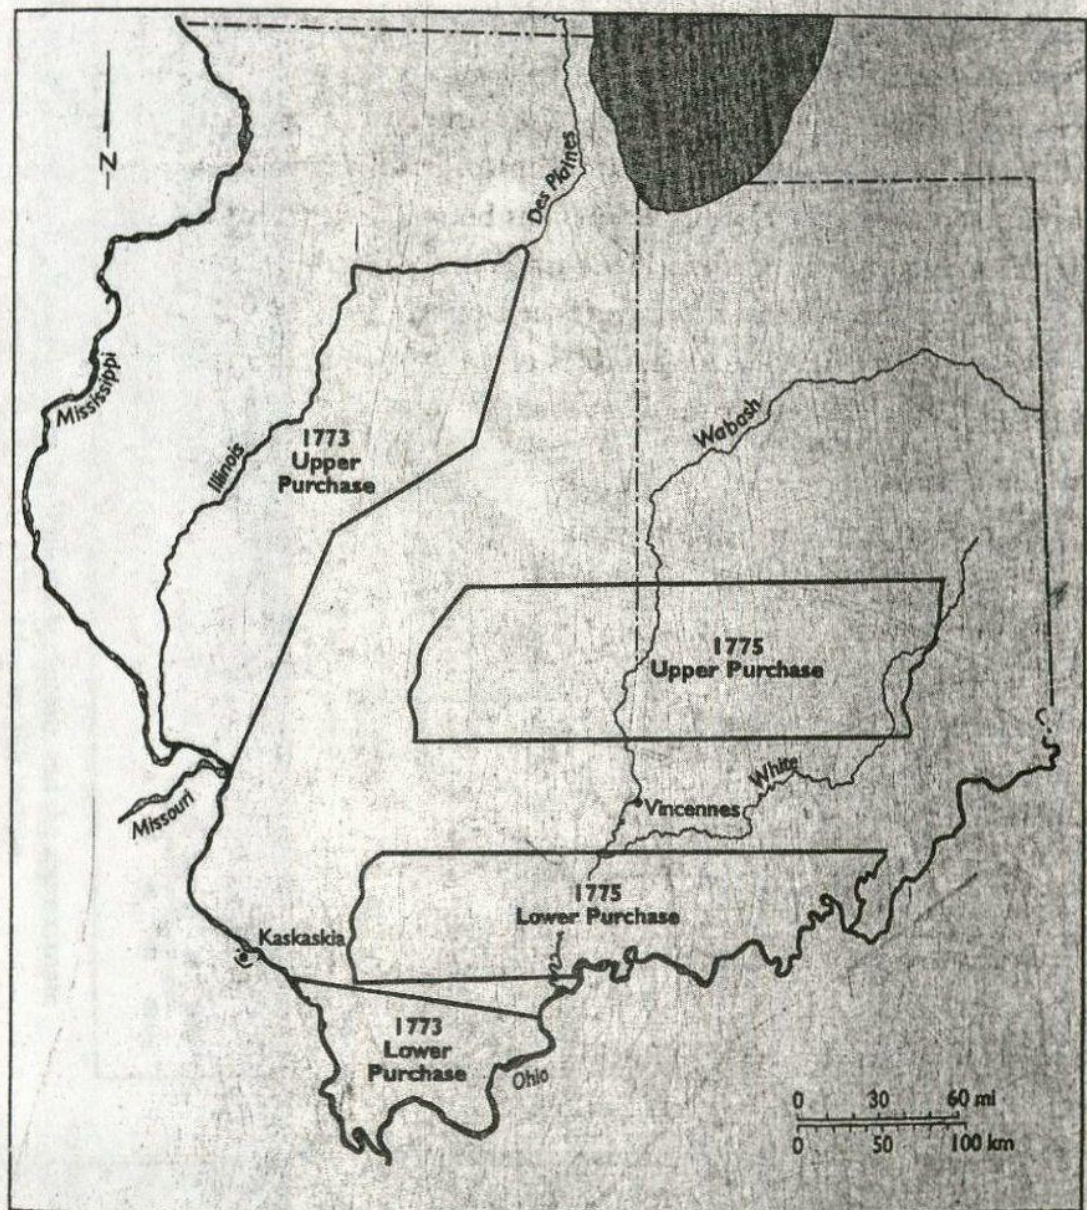 N
Des Plaines
Mississippi
Illinois
1773
Upper
Purchase
Wabash
1775
Upper Purchase
Missouri
White
Vincennes
1775
Lower Purchase
Kaskaskia
1773
Lower
Purchase
Ohio
0 30 60 mi
0 50 100 km